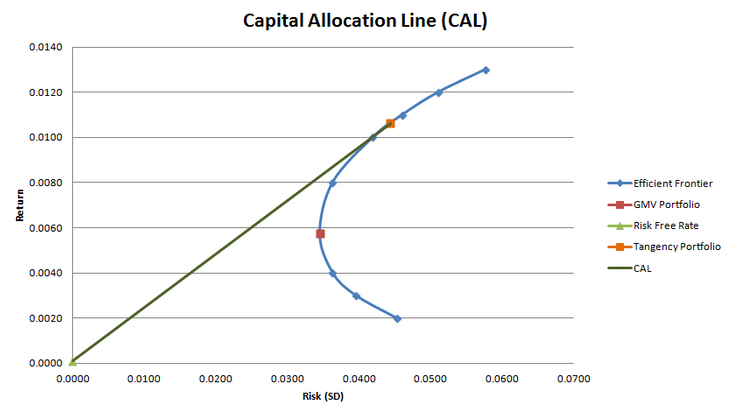 Capital Allocation Line (CAL)
0.0140
0.0120
0.0100
0.0080
0.0060
0.0040
0.0020
0.0000
Return
0.0000 0.0100 0.0200 0.0300 0.0400 0.0500 0.0600 0.0700
Risk (SD)
Efficient Frontier
GMV Portfolio
Risk Free Rate
Tangency Portfolio
CAL